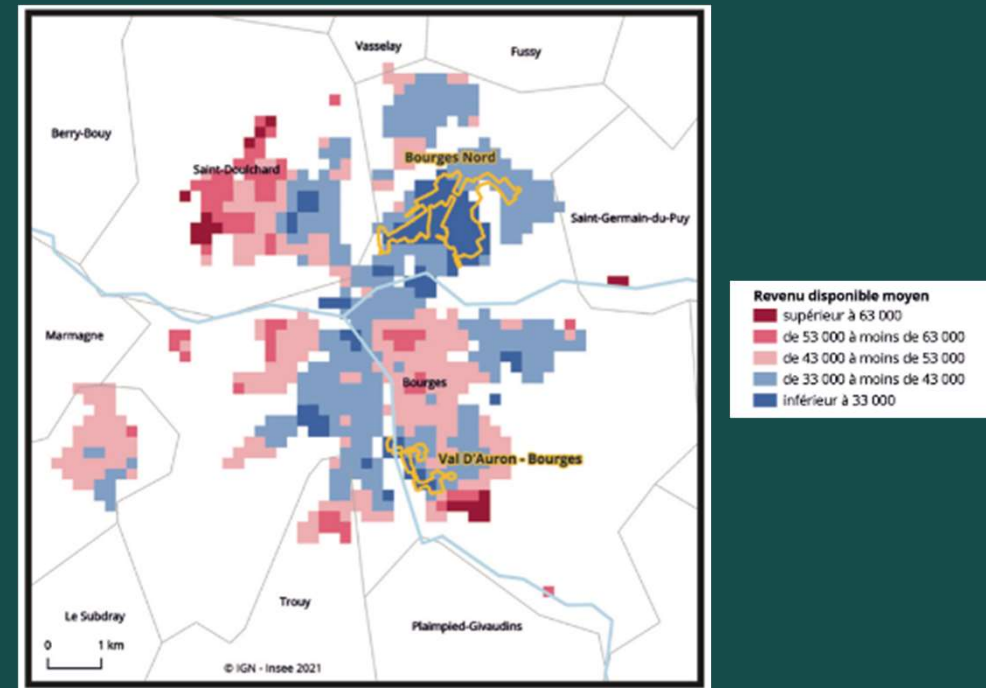 Vasselay
Fussy
Berry-Bouy
Bourges Nord
Saint-Doulchard
Saint-Germain-du-Puy
Marmagne
Bourges
Val D'Auron - Bourges
Le Subdray
Trouy
Plaimpied-Givaudins
0 1 km
© IGN - Insee 2021
Revenu disponible moyen
supérieur à 63 000
de 53 000 à moins de 63 000
de 43 000 à moins de 53 000
de 33 000 à moins de 43 000
inférieur à 33 000